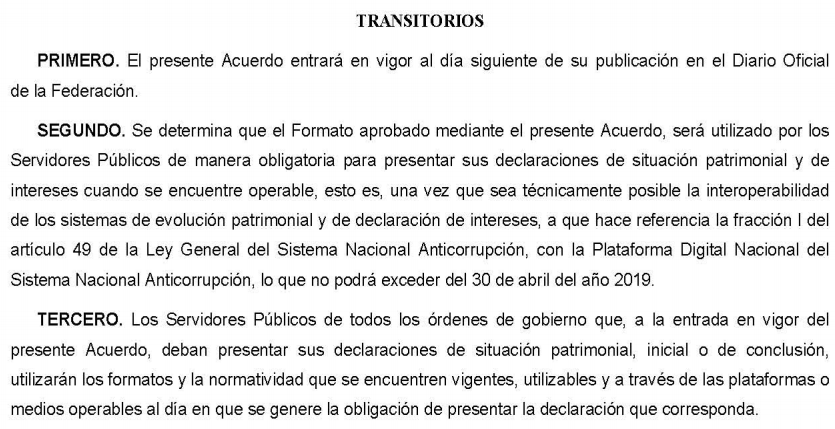 TRANSITORIOS
PRIMERO. El presente Acuerdo entrará en vigor al día siguiente de su publicación en el Diario Oficial
de la Federación.
SEGUNDO. Se determina que el Formato aprobado mediante el presente Acuerdo, será utilizado por los
Servidores Públicos de manera obligatoria para presentar sus declaraciones de situación patrimonial y de
intereses cuando se encuentre operable, esto es, una vez que sea técnicamente posible la interoperabilidad
de los sistemas de evolución patrimonial y de declaración de intereses, a que hace referencia la fracción I del
artículo 49 de la Ley General del Sistema Nacional Anticorrupción, con la Plataforma Digital Nacional del
Sistema Nacional Anticorrupción, lo que no podrá exceder del 30 de abril del año 2019.
TERCERO. Los Servidores Públicos de todos los órdenes de gobierno que, a la entrada en vigor del
presente Acuerdo, deban presentar sus declaraciones de situación patrimonial, inicial o de conclusión,
utilizarán los formatos y la normatividad que se encuentren vigentes, utilizables y a través de las plataformas o
medios operables al día en que se genere la obligación de presentar la declaración que corresponda.